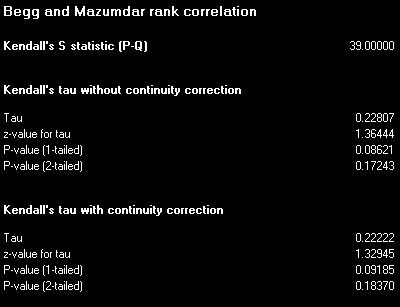 Begg and Mazumdar rank correlation
Kendall's S statistic (P-Q) 39.00000
Kendall's tau without continuity correction
Tau 0.22807
z-value for tau 1.36444
P-value (1-tailed) 0.08621
P-value (2-tailed) 0.17243
Kendall's tau with continuity correction
Tau 0.22222
z-value for tau 1.32945
P-value (1-tailed) 0.09185
P-value (2-tailed) 0.18370